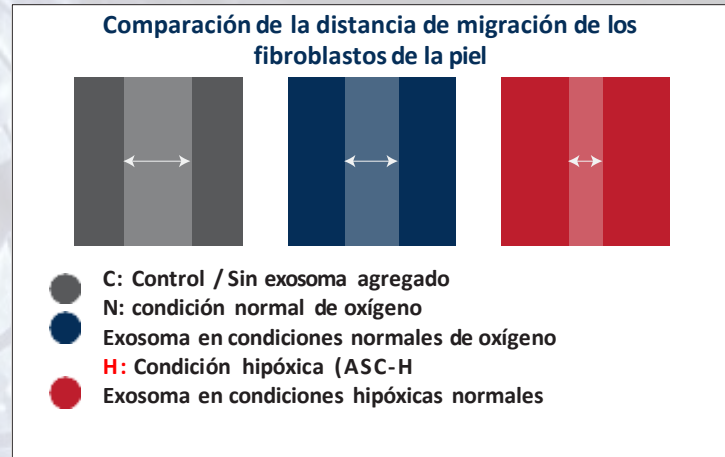 Comparación de la distancia de migración de los
fibroblastos de la piel
C: Control / Sin exosoma agregado
N: condición normal de oxígeno
Exosoma en condiciones normales de oxígeno
H: Condición hipóxica (ASC-H
Exosoma en condiciones hipóxicas normales